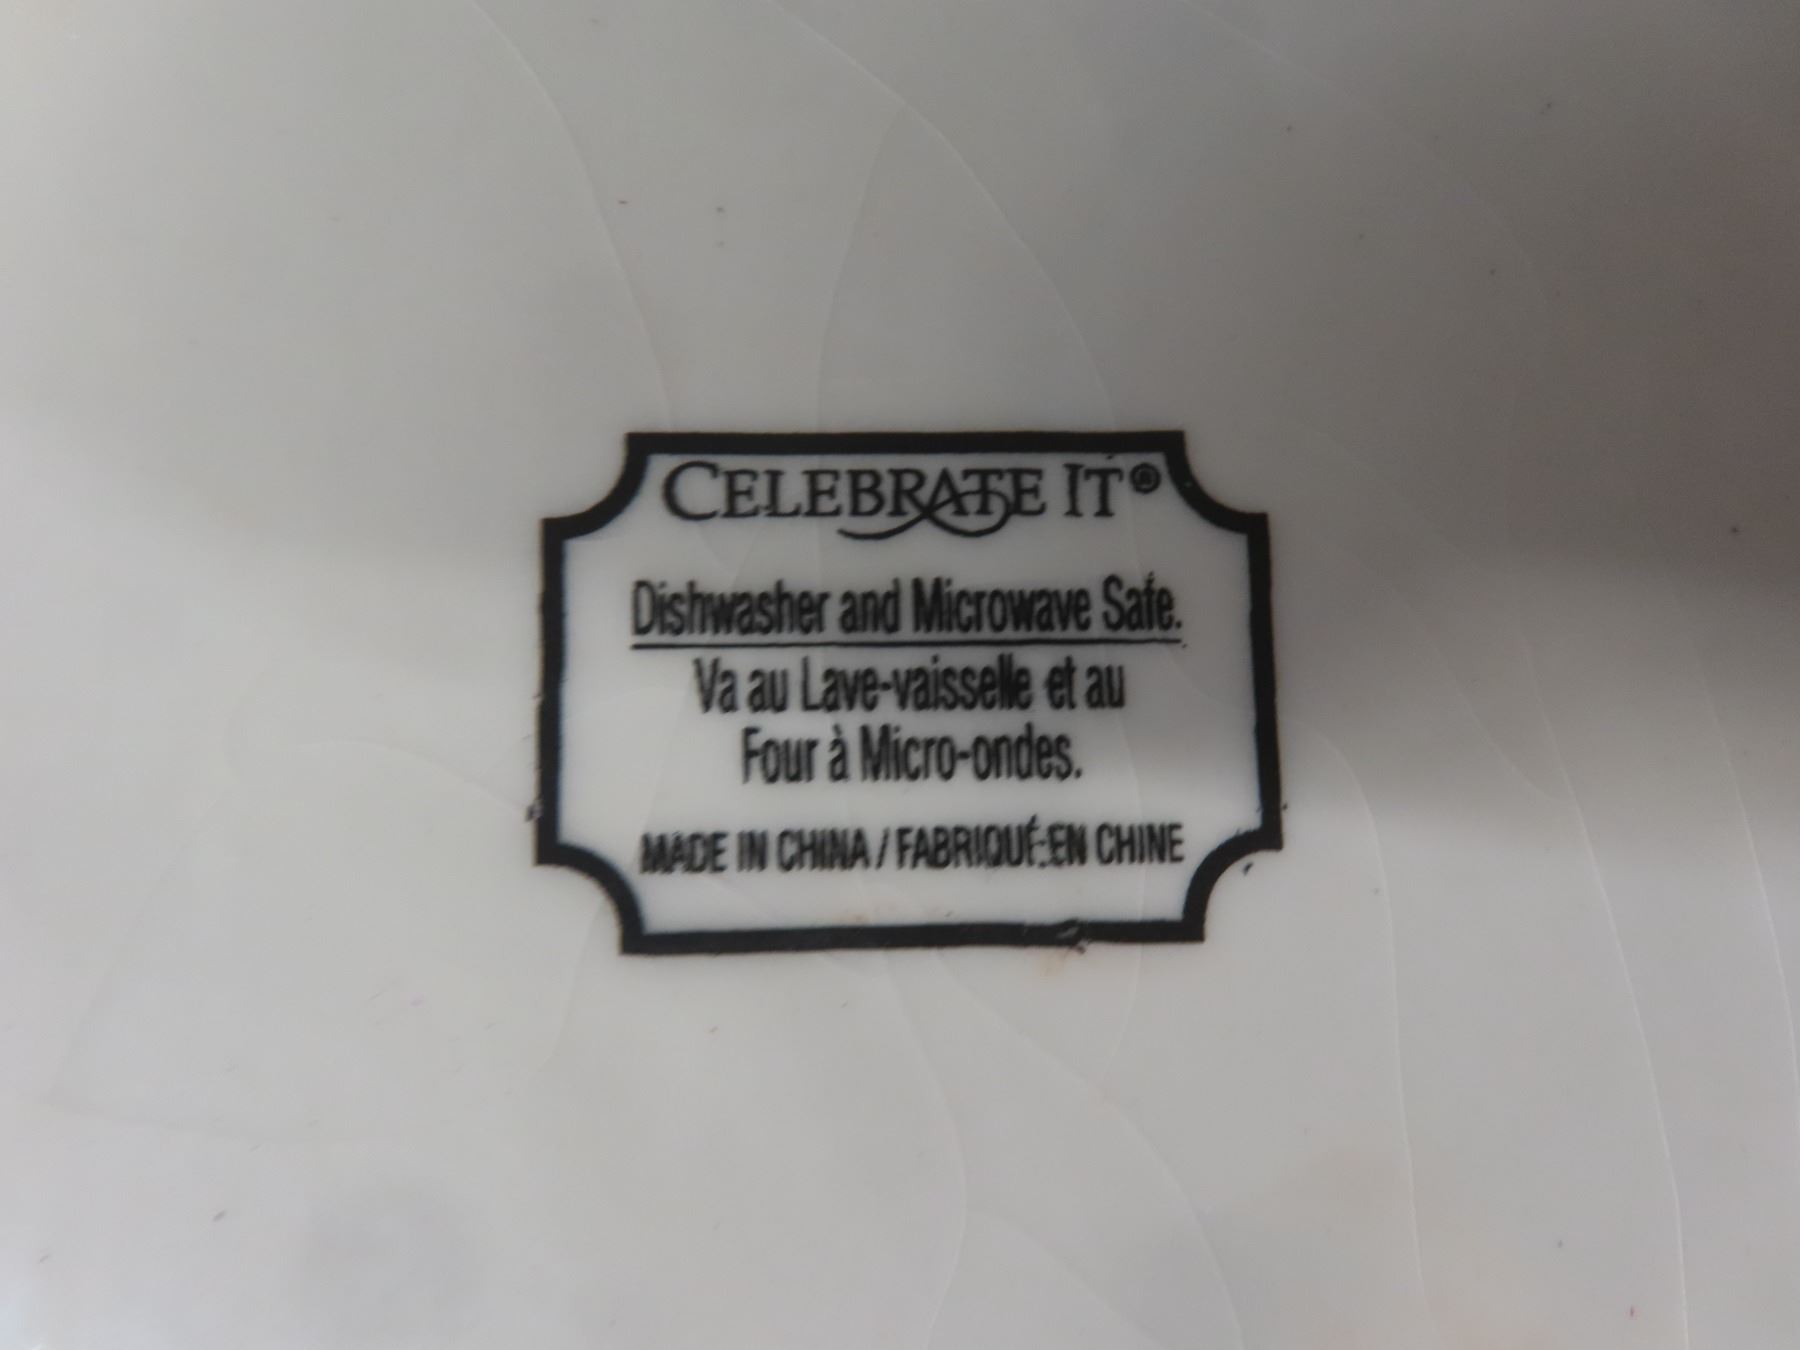 CELEBRATE IT®
Dishwasher and Microwave Safe.
Va au Lave-vaisselle et au
Four à Micro-ondes.
MADE IN CHINA / FABRIQUÉ EN CHINE